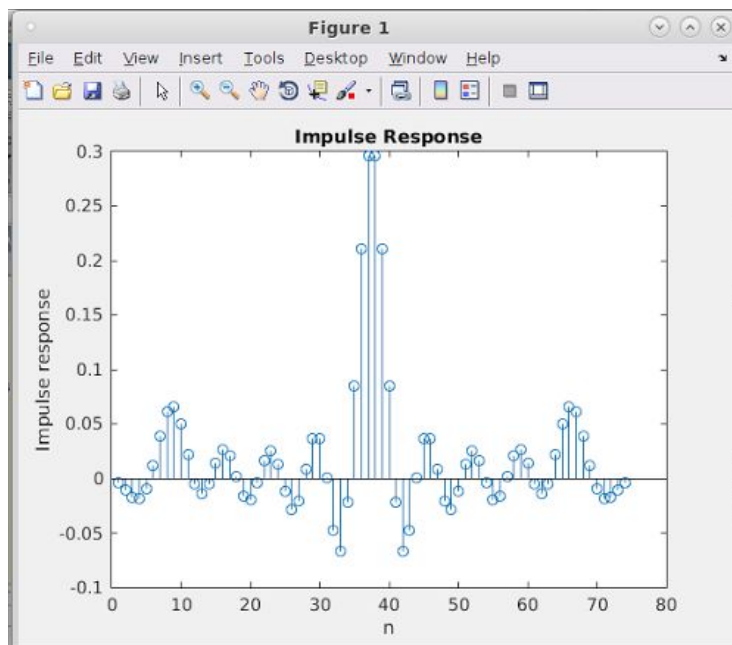 Figure 1
File Edit View Insert Tools Desktop Window Help
Impulse Response
0.3
0.25
0.2
0.15
0.1
0.05
0
-0.05
-0.1
Impulse response
0 10 20 30 40 50 60 70 80
n